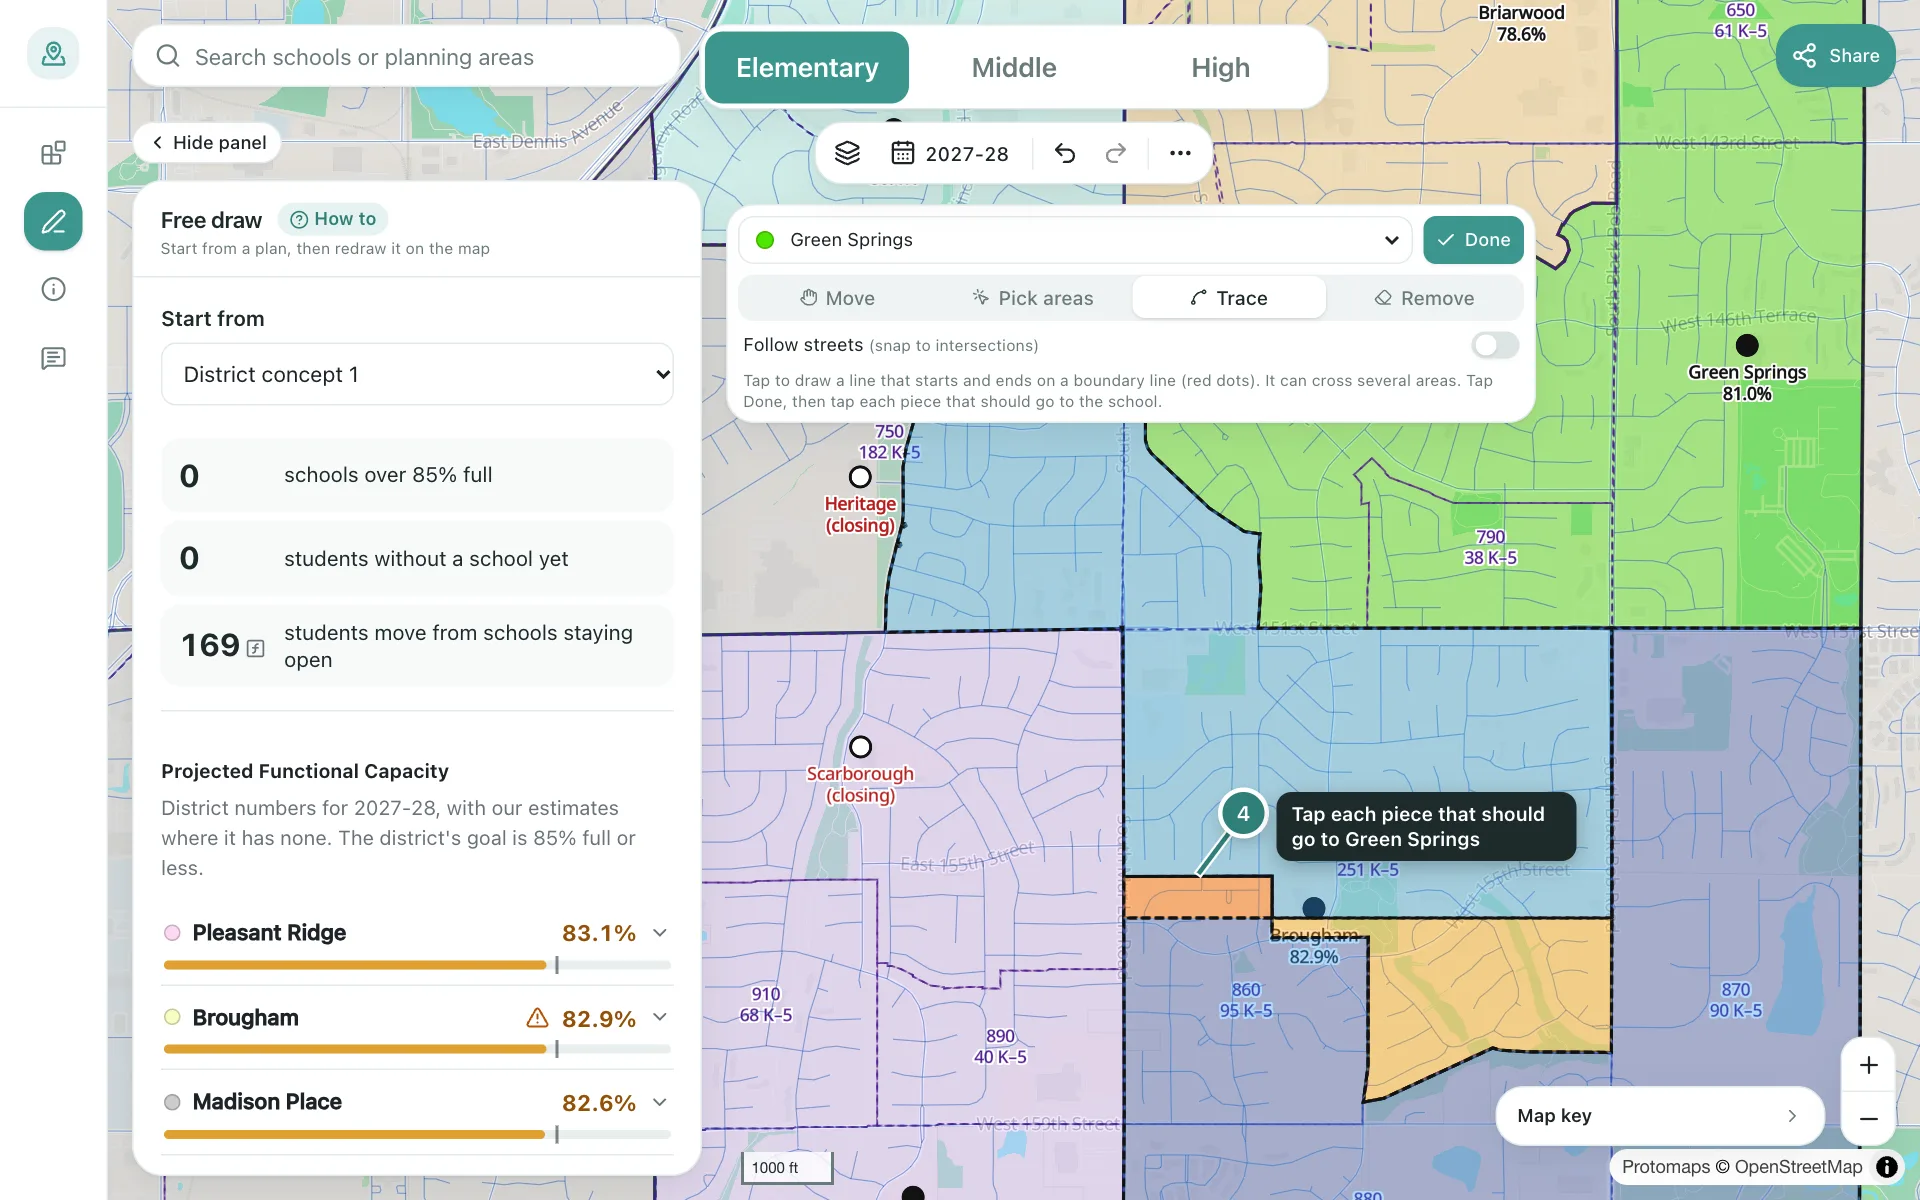 Search schools or planning areas
Elementary
Middle
High
Share
Hide panel
2027-28
Free draw
How to
Start from a plan, then redraw it on the map
Start from
District concept 1
0
schools over 85% full
0
students without a school yet
169
students move from schools staying
open
Projected Functional Capacity
District numbers for 2027-28, with our estimates
where it has none. The district's goal is 85% full or
less.
Pleasant Ridge
83.1%
Brougham
82.9%
Madison Place
82.6%
Green Springs
Done
Move
Pick areas
Trace
Remove
Follow streets (snap to intersections)
Tap to draw a line that starts and ends on a boundary line (red dots). It can cross several areas. Tap
Done, then tap each piece that should go to the school.
East Dennis Avenue
Briarwood
78.6%
650
61 K–5
West 143rd Street
West 146th Terrace
Green Springs
81.0%
750
182 K–5
Heritage
(closing)
790
38 K–5
West 151st Street
West 151st Street
Scarborough
(closing)
East 155th Street
4
Tap each piece that should
go to Green Springs
251 K–5
West 155th Street
Brougham
82.9%
860
95 K–5
870
90 K–5
910
68 K–5
890
40 K–5
West 159th Street
880
1000 ft
Map key
Protomaps © OpenStreetMap